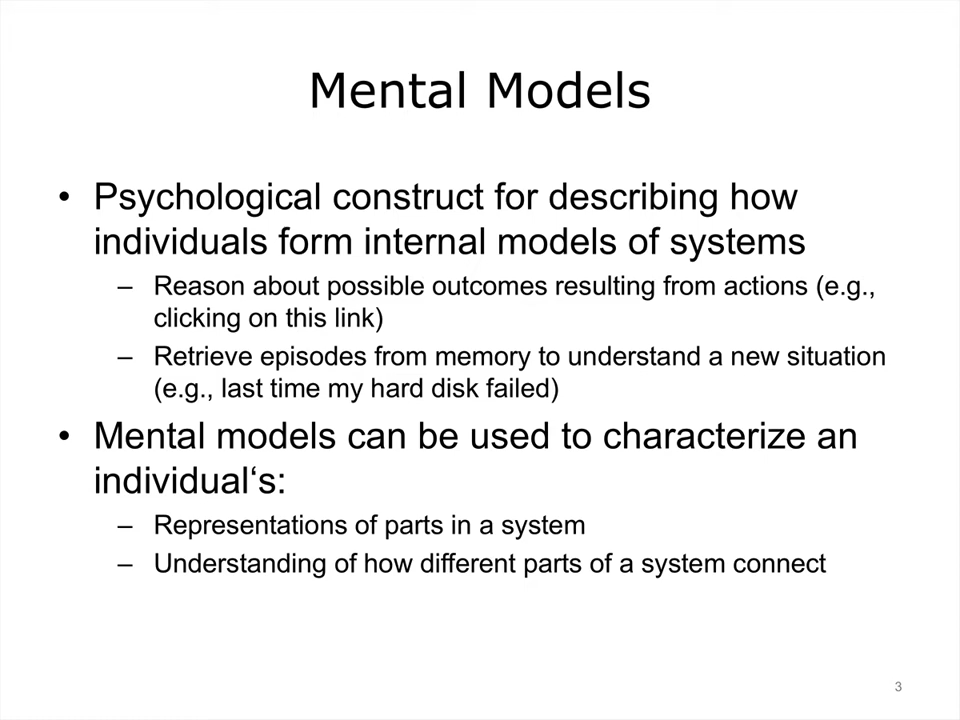 Mental Models
• Psychological construct for describing how
individuals form internal models of systems
– Reason about possible outcomes resulting from actions (e.g.,
clicking on this link)
– Retrieve episodes from memory to understand a new situation
(e.g., last time my hard disk failed)
• Mental models can be used to characterize an
individual‘s:
– Representations of parts in a system
– Understanding of how different parts of a system connect
3